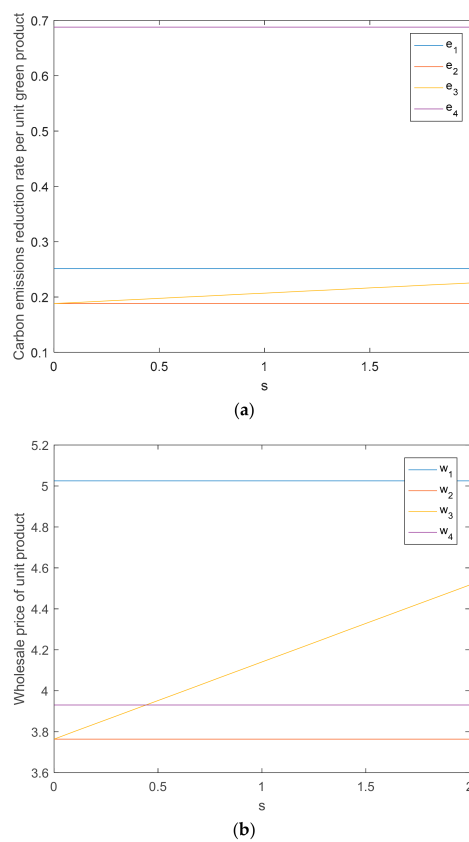 0.7
0.6
0.5
0.4
0.3
0.2
0.1
Carbon emissions reduction rate per unit green product
e1
e2
e3
e4
0 0.5 1 1.5 2
s
(a)
5.2
5
4.8
4.6
4.4
4.2
4
3.8
3.6
Wholesale price of unit product
w1
w2
w3
w4
0 0.5 1 1.5 2
s
(b)